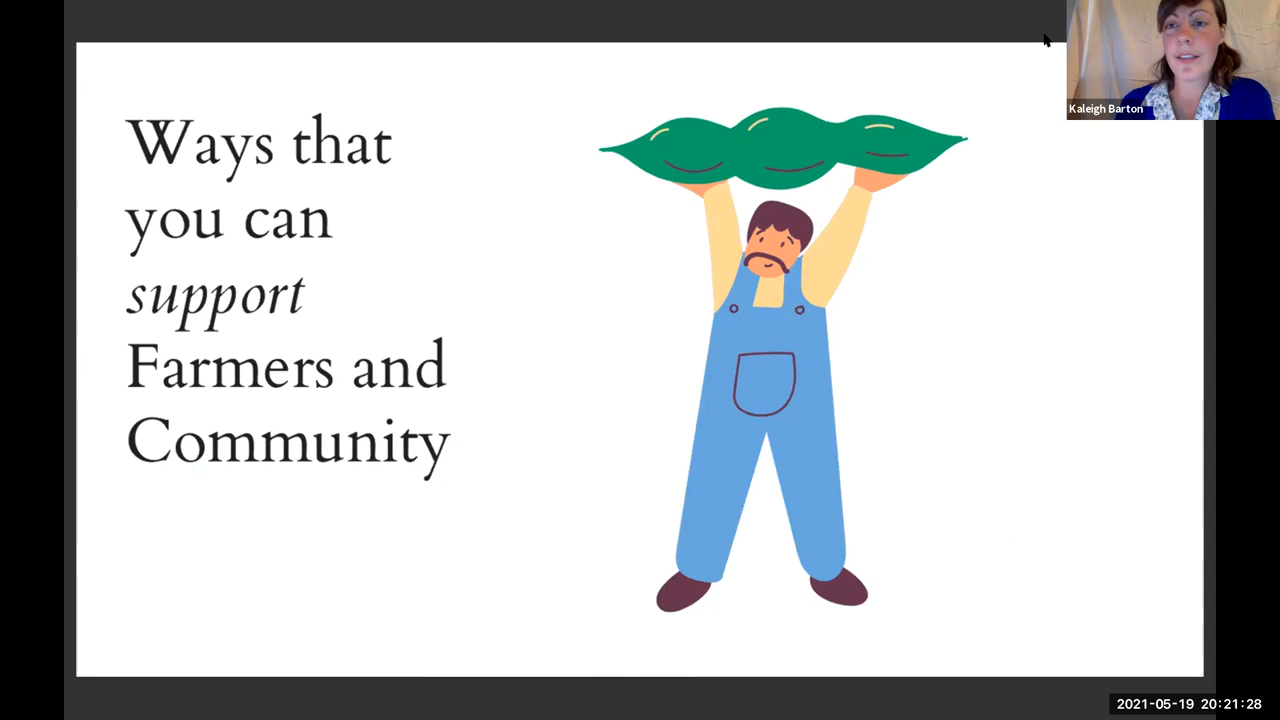 Kaleigh Barton
Ways that
you can
support
Farmers and
Community
2021-05-19 20:21:28